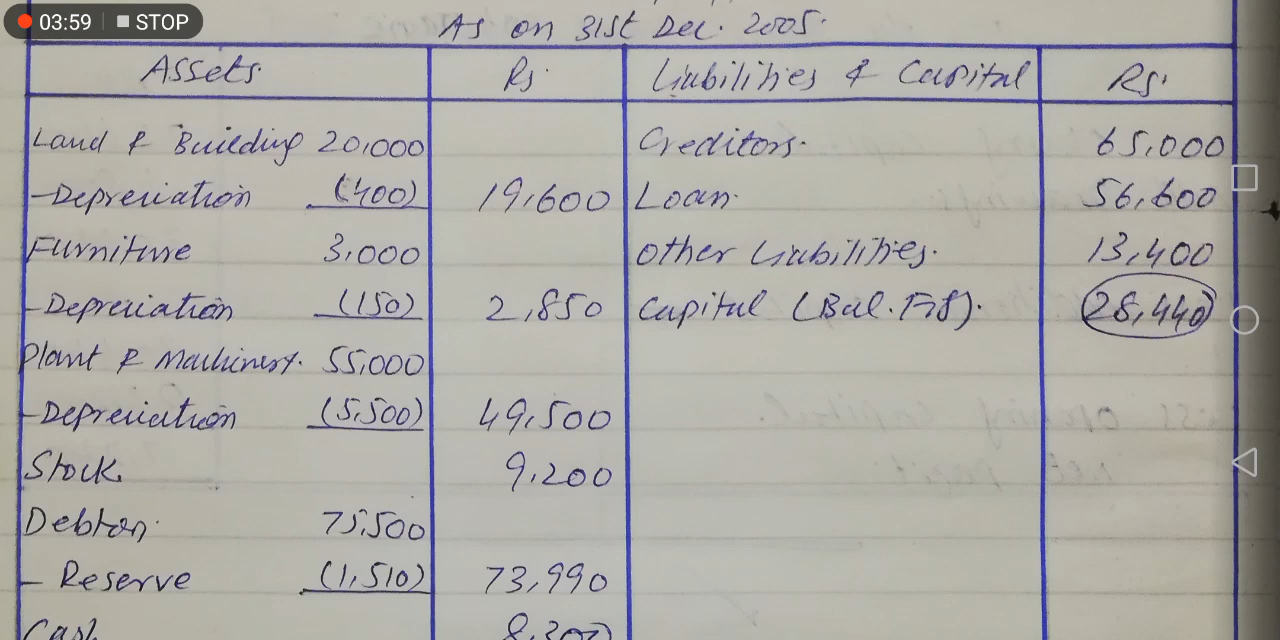 03:59 STOP
As on 31st Dec. 2005.
Assets. Rs. Liabilities & Capital Rs.
Land & Building 20,000 Creditors. 65,000
-Depreciation (400) 19,600 Loan. 56,600
Furniture 3,000 Other Liabilities. 13,400
-Depreciation (150) 2,850 Capital (Bal. Fig). 28,440
Plant & Machinery. 55,000
-Depreciation (5,500) 49,500
Stock. 9,200
Debtors. 75,500
- Reserve (1,510) 73,990
Cash 8,300